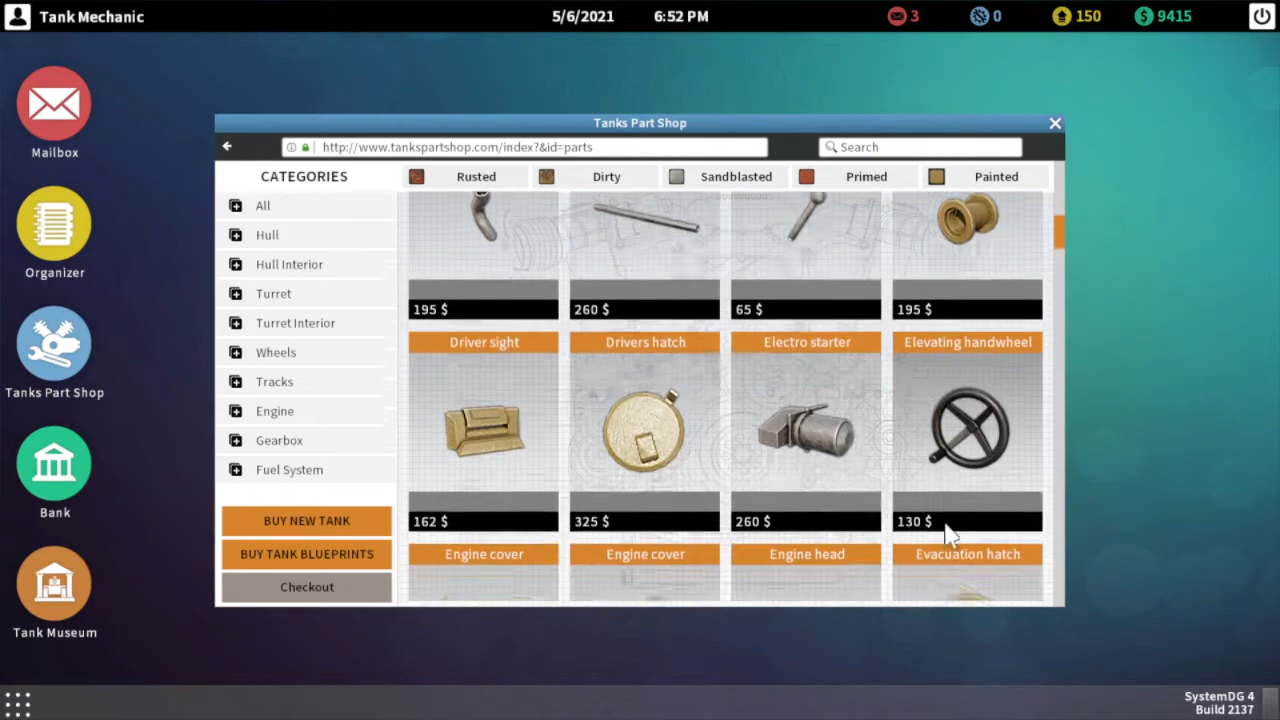 Tank Mechanic
5/6/2021
6:52 PM
3
0
150
$ 9415
Mailbox
Organizer
Tanks Part Shop
Bank
Tank Museum
Tanks Part Shop
http://www.tankspartshop.com/index?&id=parts
Search
CATEGORIES
All
Hull
Hull Interior
Turret
Turret Interior
Wheels
Tracks
Engine
Gearbox
Fuel System
BUY NEW TANK
BUY TANK BLUEPRINTS
Checkout
Rusted
Dirty
Sandblasted
Primed
Painted
195 $
260 $
65 $
195 $
Driver sight
Drivers hatch
Electro starter
Elevating handwheel
162 $
325 $
260 $
130 $
Engine cover
Engine cover
Engine head
Evacuation hatch
SystemDG 4
Build 2137